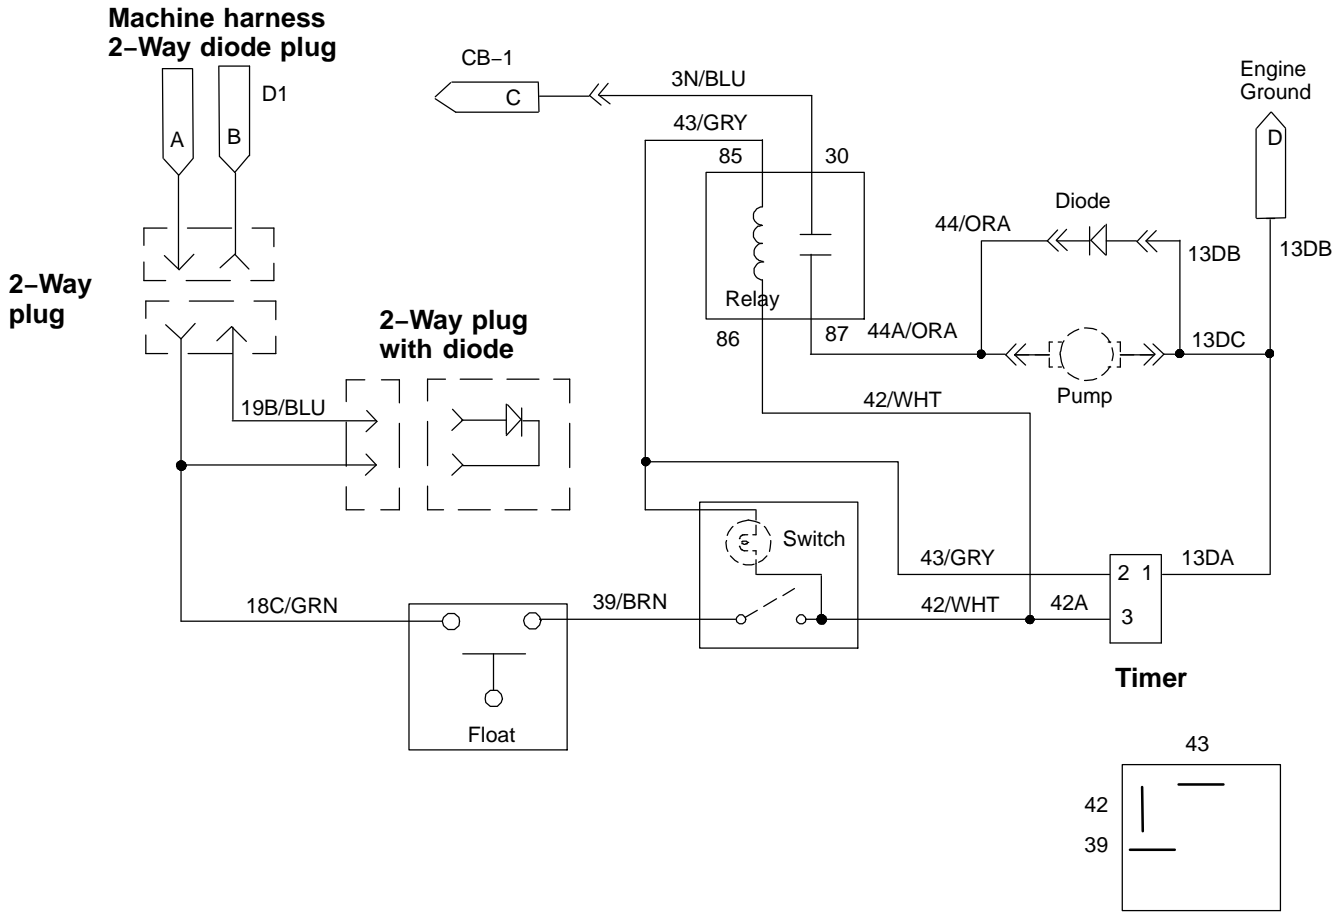 Machine harness
2−Way diode plug
CB−1
D1
A
B
C
3N/BLU
43/GRY
85
30
Engine
Ground
D
Diode
44/ORA
13DB
13DB
2−Way
plug
2−Way plug
with diode
Relay
86
87
44A/ORA
13DC
Pump
19B/BLU
42/WHT
Switch
43/GRY
2 1
13DA
18C/GRN
39/BRN
42/WHT
42A
3
Timer
Float
43
42
39